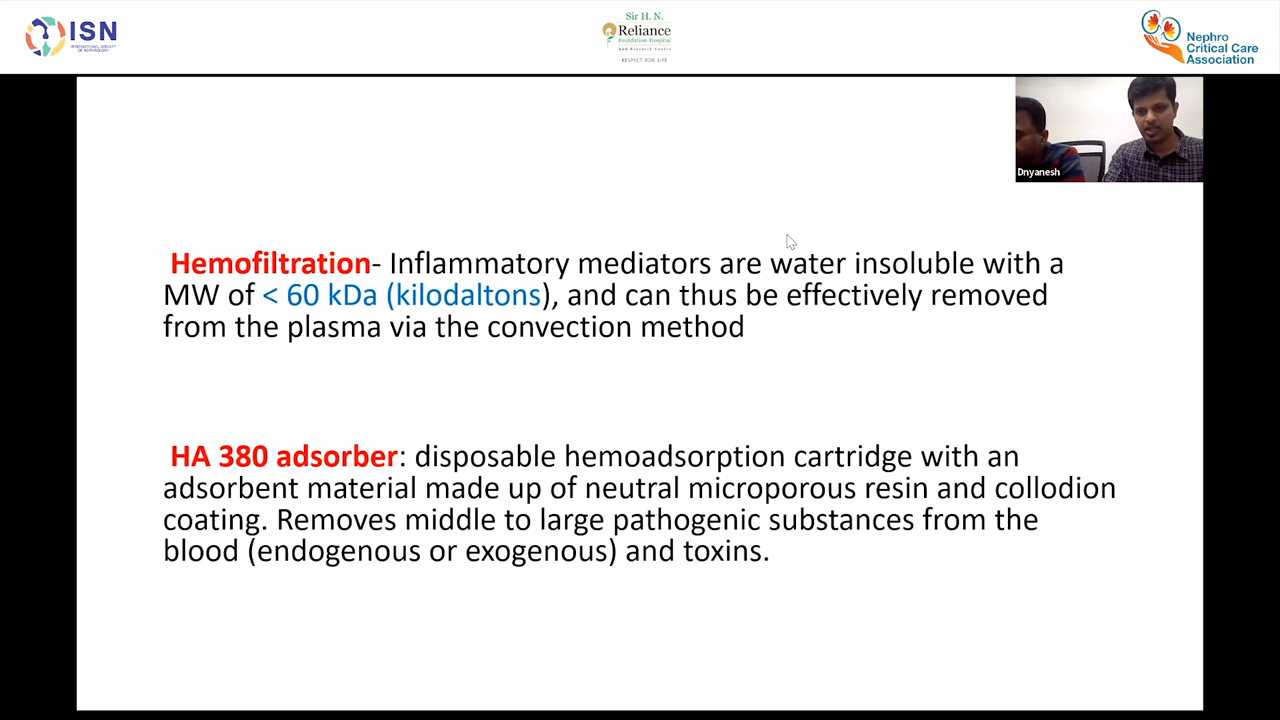 ISN
INTERNATIONAL SOCIETY
OF NEPHROLOGY
Sir H. N.
Reliance
Foundation Hospital
And Research Centre
RESPECT FOR LIFE
Nephro
Critical Care
Association
Dnyanesh
Hemofiltration- Inflammatory mediators are water insoluble with a
MW of < 60 kDa (kilodaltons), and can thus be effectively removed
from the plasma via the convection method
HA 380 adsorber: disposable hemoadsorption cartridge with an
adsorbent material made up of neutral microporous resin and collodion
coating. Removes middle to large pathogenic substances from the
blood (endogenous or exogenous) and toxins.